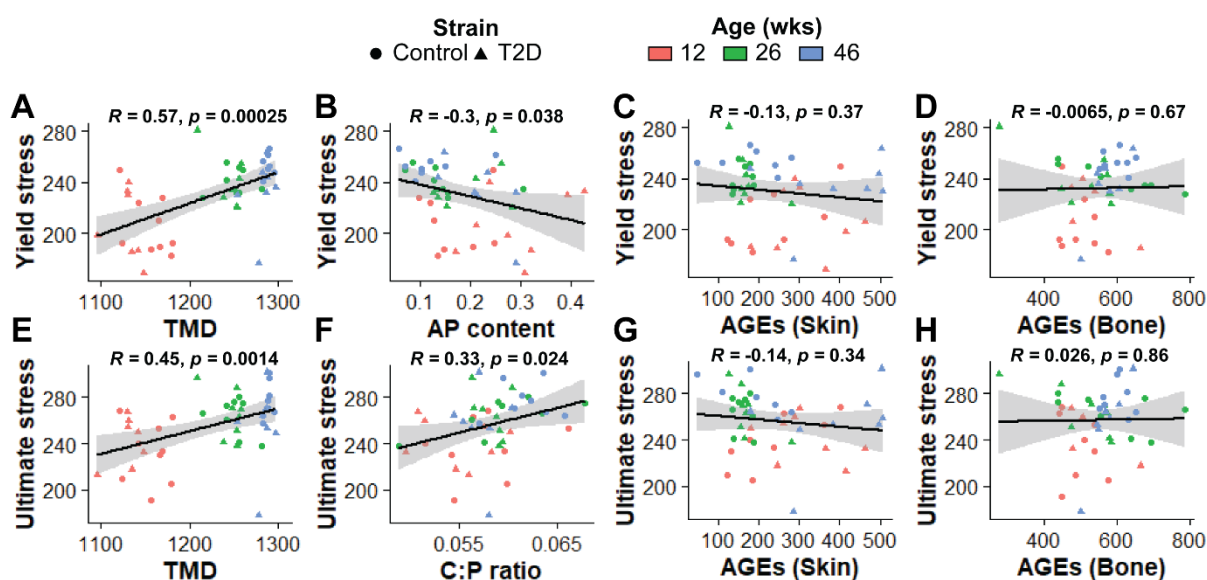 Strain Age (wks)
Control T2D 12 26 46
A B C D
R = 0.57, p = 0.00025 R = -0.3, p = 0.038 R = -0.13, p = 0.37 R = -0.0065, p = 0.67
Yield stress 280 240 200
Yield stress 280 240 200
Yield stress 280 240 200
Yield stress 280 240 200
1100 1200 1300 0.1 0.2 0.3 0.4 100 200 300 400 500 400 600 800
TMD AP content AGEs (Skin) AGEs (Bone)
E F G H
R = 0.45, p = 0.0014 R = 0.33, p = 0.024 R = -0.14, p = 0.34 R = 0.026, p = 0.86
Ultimate stress 280 240 200
Ultimate stress 280 240 200
Ultimate stress 280 240 200
Ultimate stress 280 240 200
1100 1200 1300 0.055 0.065 100 200 300 400 500 400 600 800
TMD C:P ratio AGEs (Skin) AGEs (Bone)